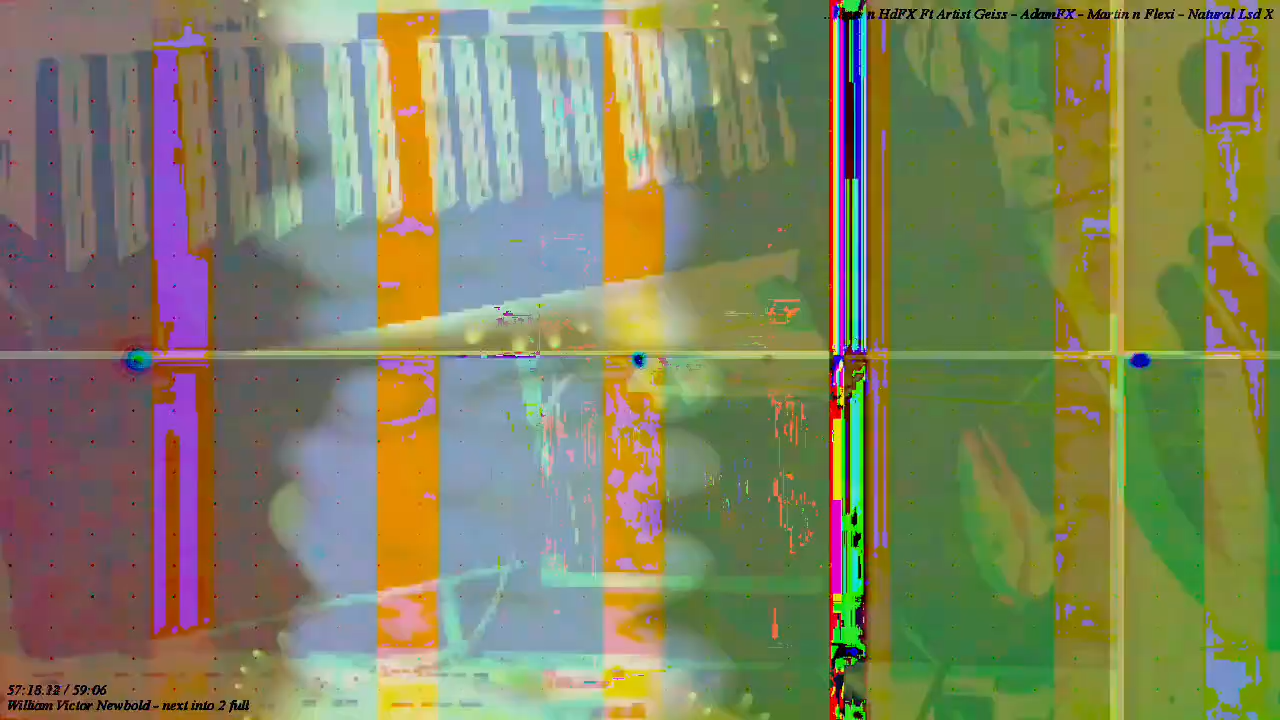 n HdFX Ft Artist Geiss - AdamFX - Martin n Flexi - Natural Lsd X
57:18.12 / 59:06
William Victor Newbold - next into 2 full